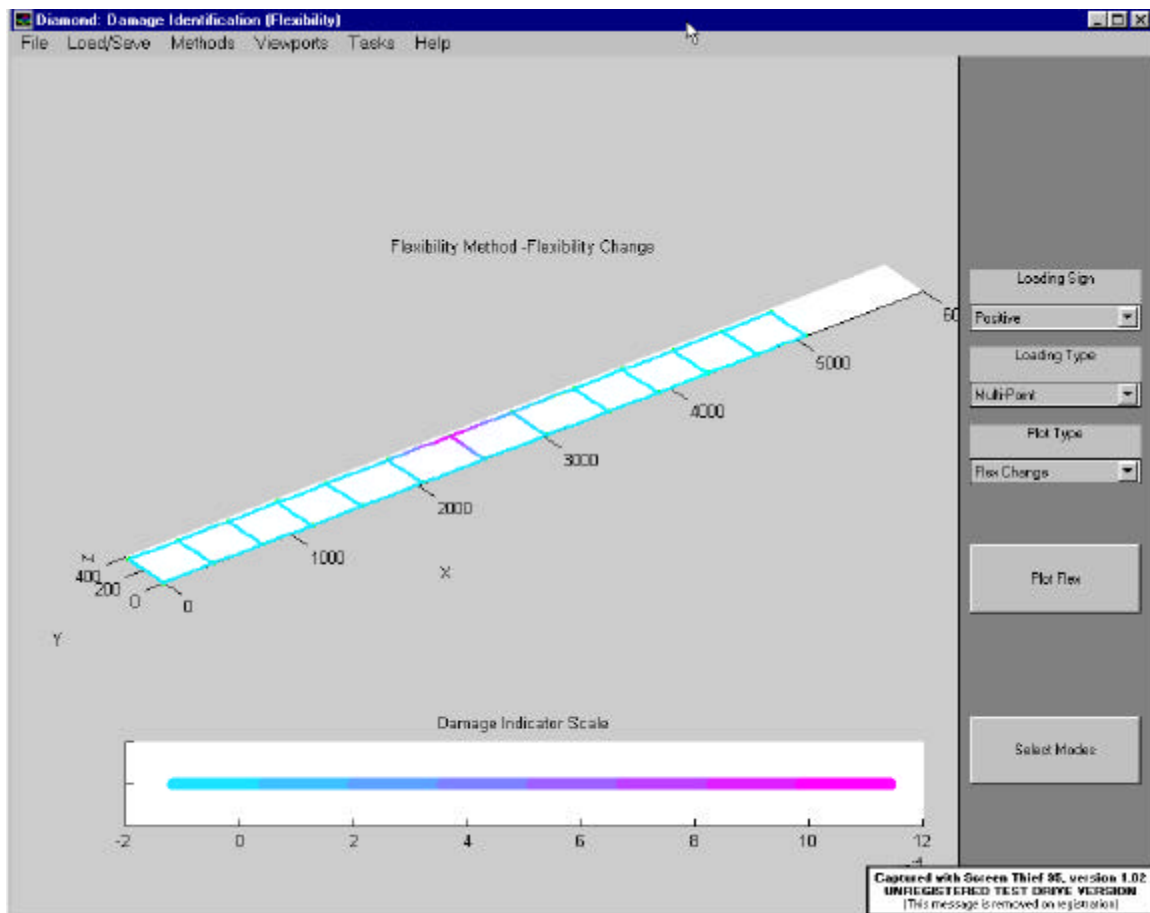 Diamond: Damage Identification (Flexibility)
File Load/Save Methods Viewports Tasks Help
Flexibility Method -Flexibility Change
Loading Sign
Positive
Loading Type
Multi-Point
Plot Type
Flex Change
Plot Flex
Select Modes
60
5000
4000
3000
2000
1000
0
Z
400
200
0
X
Y
Damage Indicator Scale
-2 0 2 4 6 8 10 12
-4
Captured with Screen Thief 95, version 1.02
UNREGISTERED TEST DRIVE VERSION
(This message is removed on registration)